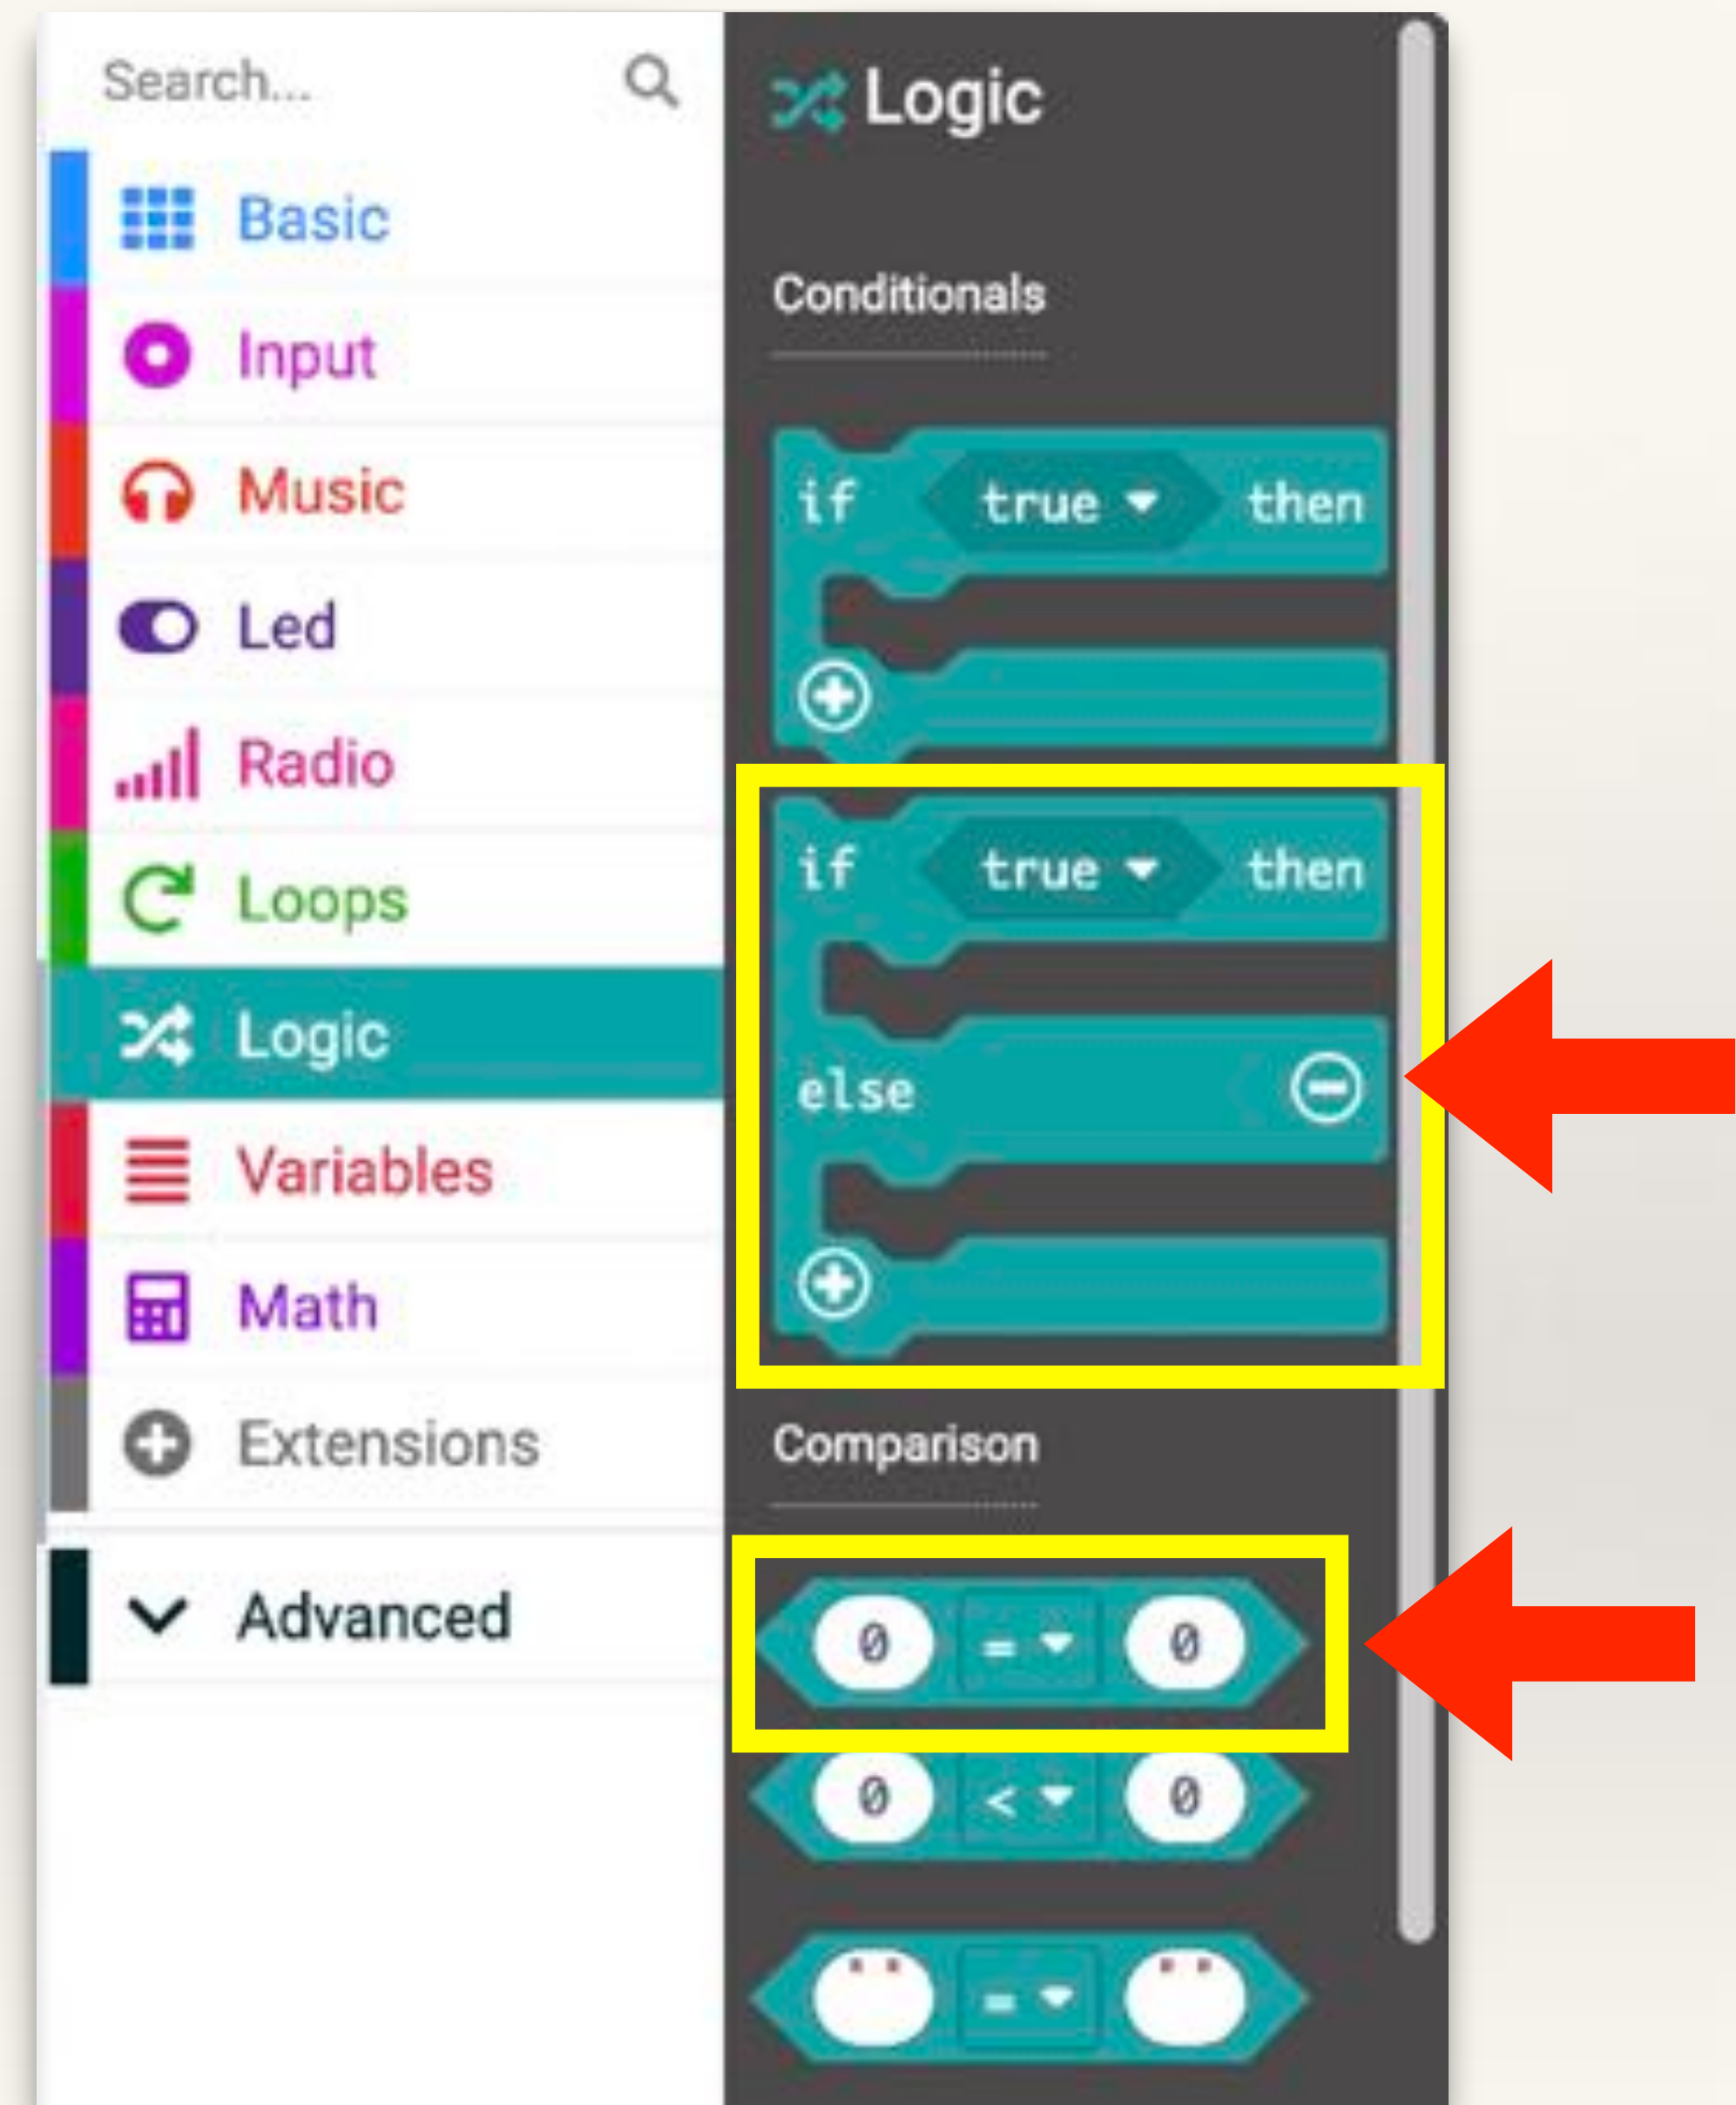 Search...
Basic
Input
Music
Led
Radio
Loops
Logic
Variables
Math
Extensions
Advanced
Logic
Conditionals
if true then
if true then
else
Comparison
0 = 0
0 < 0
" " = " "